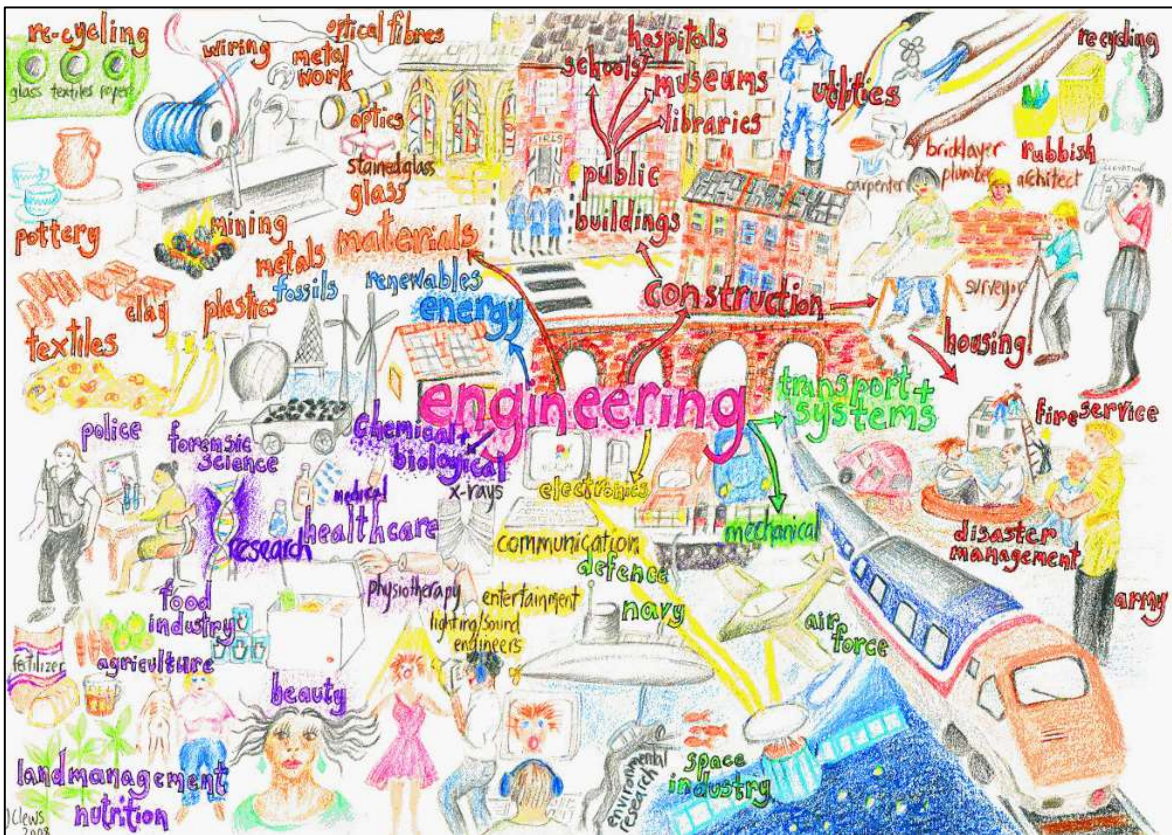 re-cycling
glass textiles paper
wiring
metal
work
optical fibres
optics
stained glass
glass
schools
hospitals
museums
libraries
public
buildings
utilities
recycling
rubbish
carpenter
bricklayer
plumber
architect
surveyor
housing
pottery
mining
metals
materials
fossils
renewables
energy
clay
plastics
textiles
construction
engineering
transport +
systems
police
forensic
science
chemical +
biological
medical
healthcare
x-rays
electronics
mechanical
fire service
research
communication
defence
disaster
management
food
industry
physiotherapy
entertainment
lighting/sound
engineers
navy
air
force
army
fertilizer
agriculture
beauty
land management
nutrition
environmental
research
space
industry
J Clews
2008